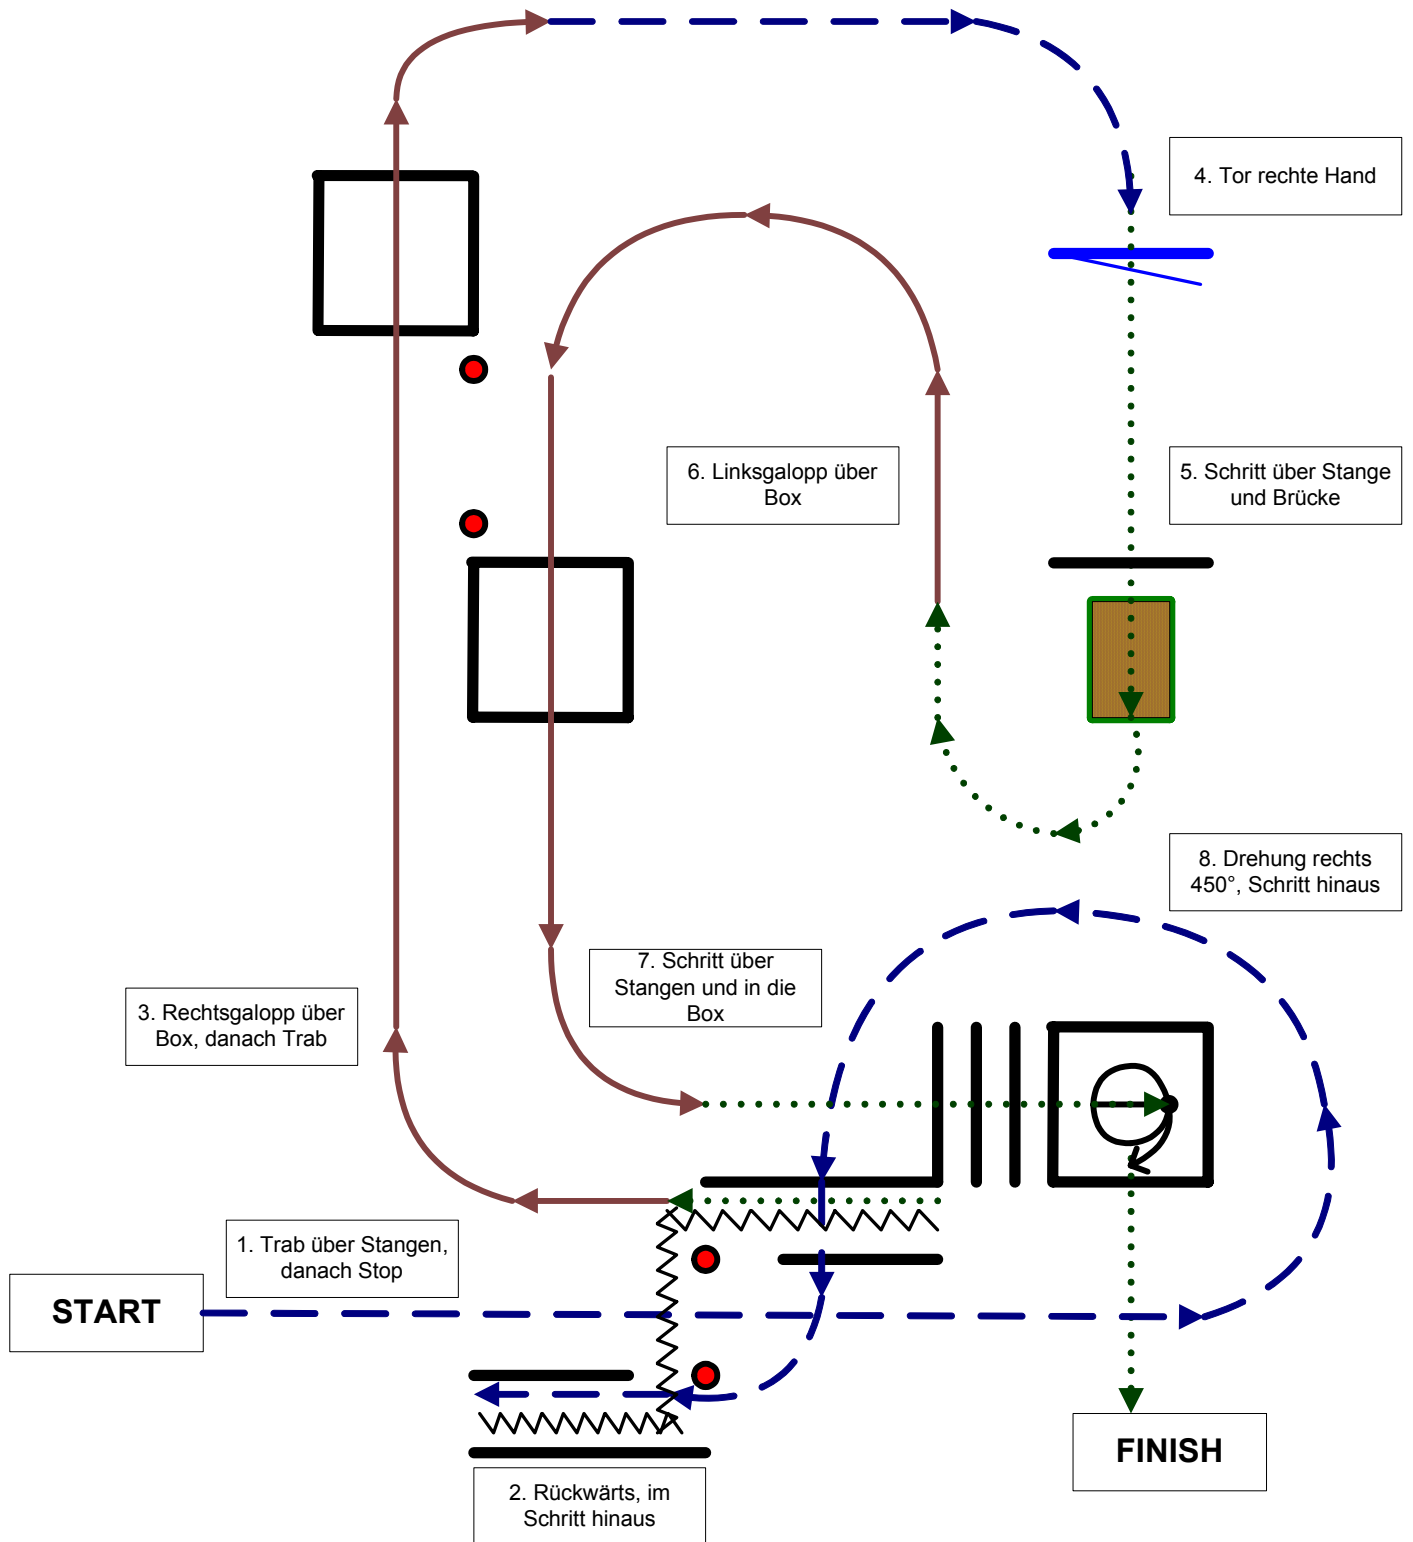 4. Tor rechte Hand
6. Linksgalopp über
Box
5. Schritt über Stange
und Brücke
8. Drehung rechts
450°, Schritt hinaus
7. Schritt über
Stangen und in die
Box
3. Rechtsgalopp über
Box, danach Trab
1. Trab über Stangen,
danach Stop
START
FINISH
2. Rückwärts, im
Schritt hinaus